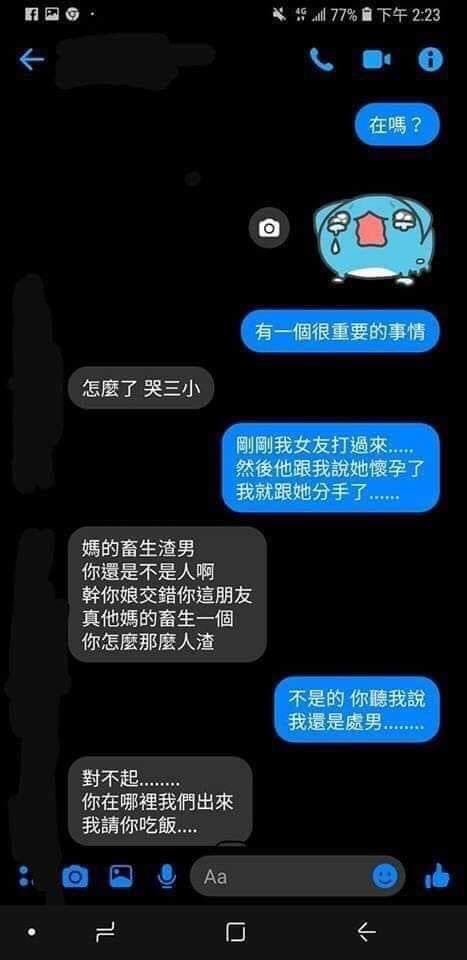 4G 77% 下午 2:23
在嗎？
有一個很重要的事情
怎麼了 哭三小
剛剛我女友打過來.....
然後他跟我說她懷孕了
我就跟她分手了......
媽的畜生渣男
你還是不是人啊
幹你娘交錯你這朋友
真他媽的畜生一個
你怎麼那麼人渣
不是的 你聽我說
我還是處男........
對不起........
你在哪裡我們出來
我請你吃飯....
Aa